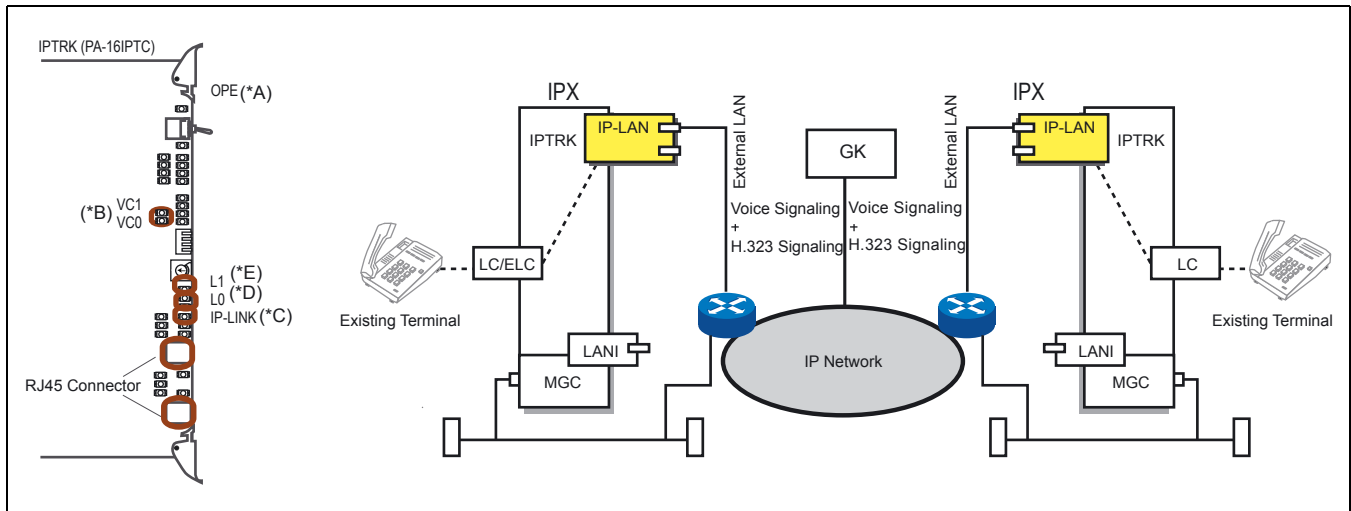 IPTRK (PA-16IPTC)
OPE (*A)
(*B) VC1
VC0
L1 (*E)
L0 (*D)
IP-LINK (*C)
RJ45 Connector
IPX
IPTRK
IP-LAN
External LAN
LC/ELC
Existing Terminal
LANI
MGC
GK
Voice Signaling
+
H.323 Signaling
Voice Signaling
+
H.323 Signaling
IP Network
IPX
External LAN
IP-LAN
IPTRK
LC
Existing Terminal
LANI
MGC